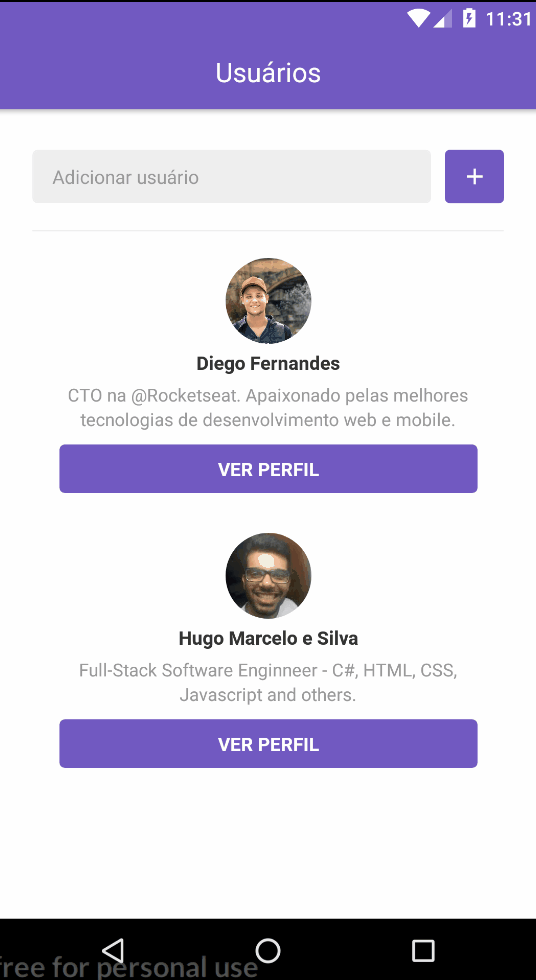 11:31
Usuários
Adicionar usuário
+
Diego Fernandes
CTO na @Rocketseat. Apaixonado pelas melhores
tecnologias de desenvolvimento web e mobile.
VER PERFIL
Hugo Marcelo e Silva
Full-Stack Software Enginneer - C#, HTML, CSS,
Javascript and others.
VER PERFIL
free for personal use